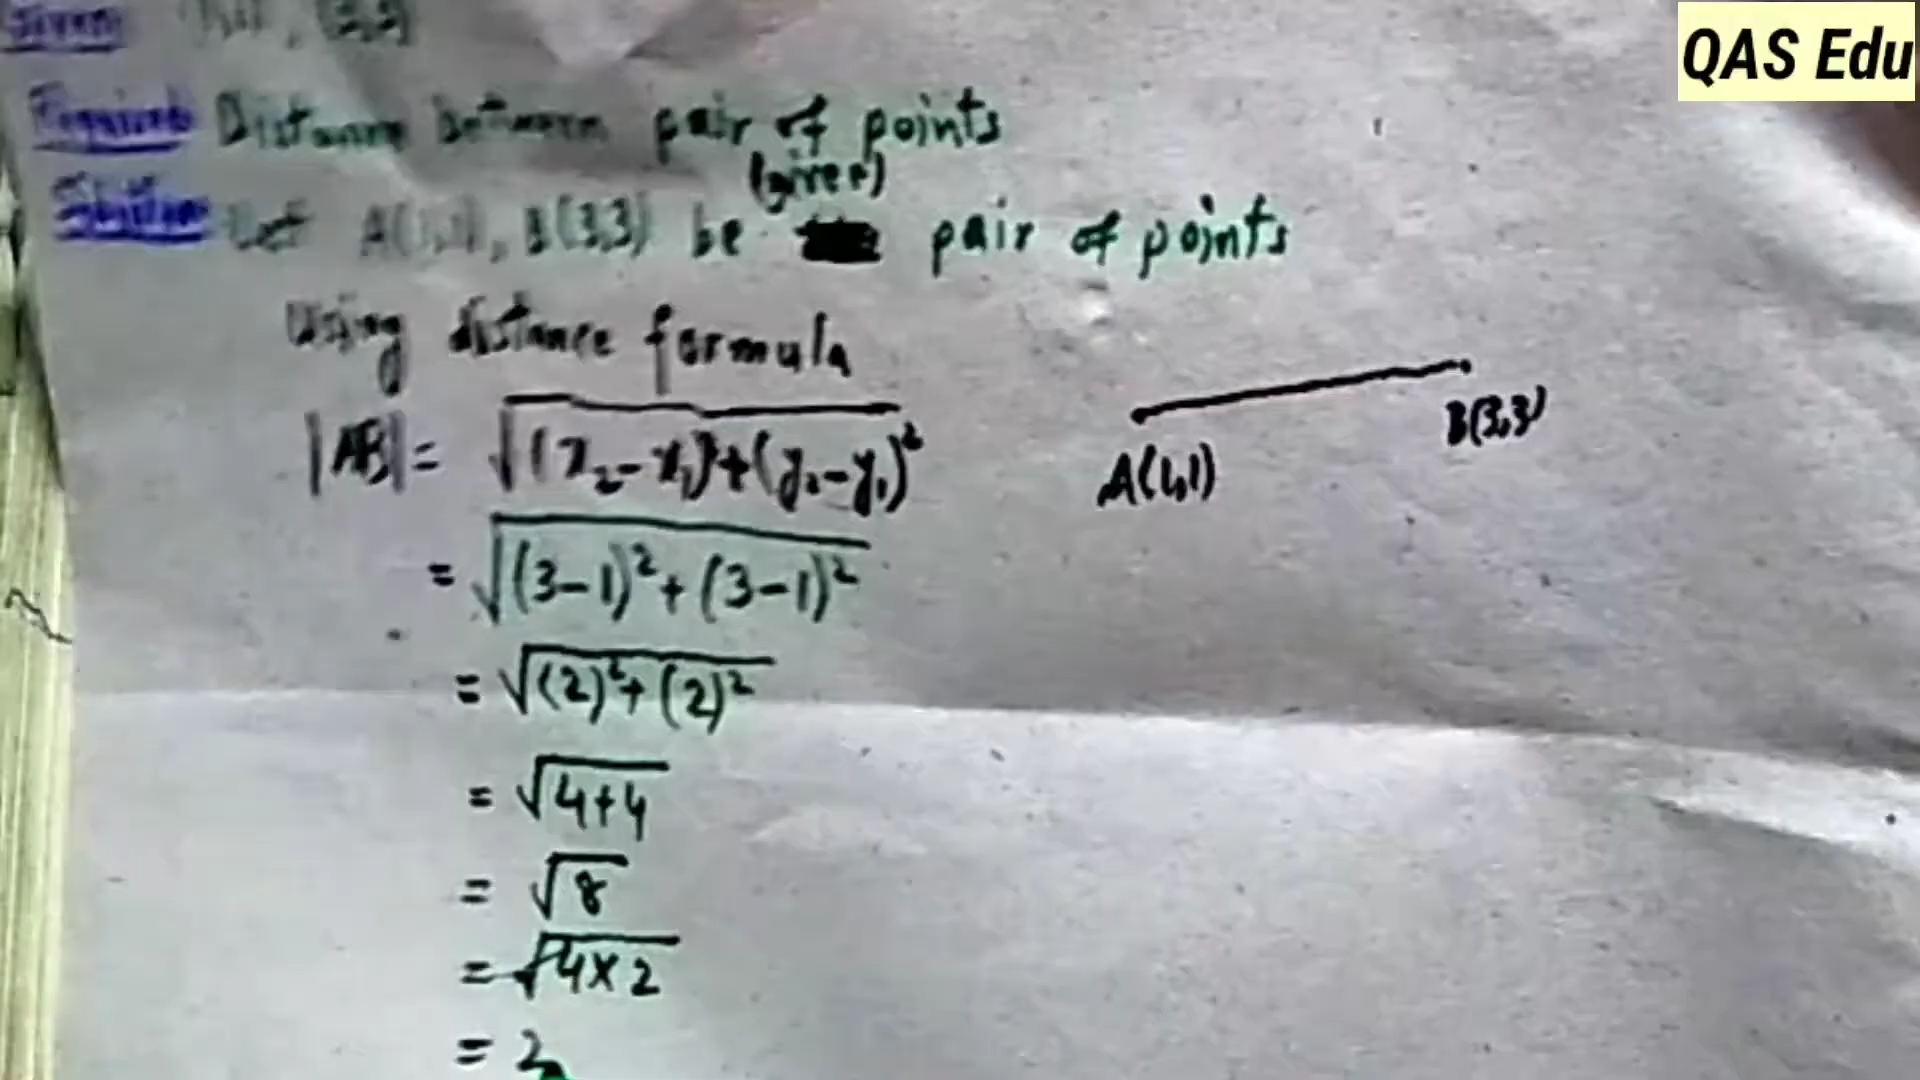 Given (1,1), (3,3)
QAS Edu
Required Distance between pair of points
(given)
Solution Let A(1,1), B(3,3) be pair of points
Using distance formula
|AB| = √(x₂-x₁)²+(y₂-y₁)²
A(1,1) B(3,3)
= √(3-1)²+(3-1)²
= √(2)²+(2)²
= √4+4
= √8
= √4×2
= 2